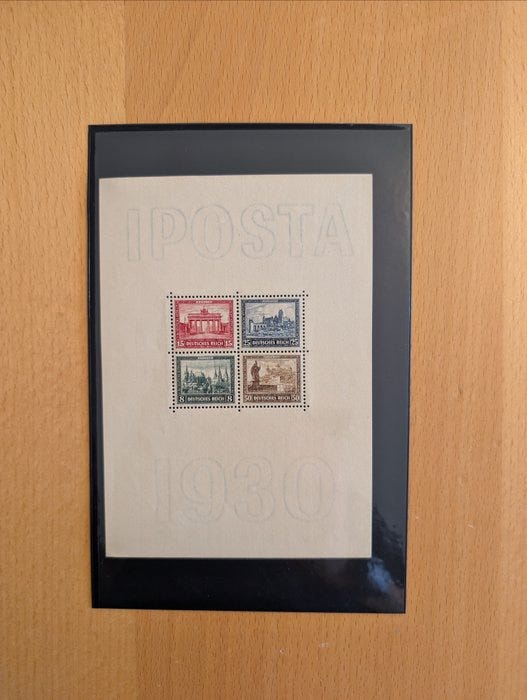 IPOSTA
15 DEUTSCHES REICH 15
25 DEUTSCHES REICH 25
8 DEUTSCHES REICH 8
50 DEUTSCHES REICH 50
1930